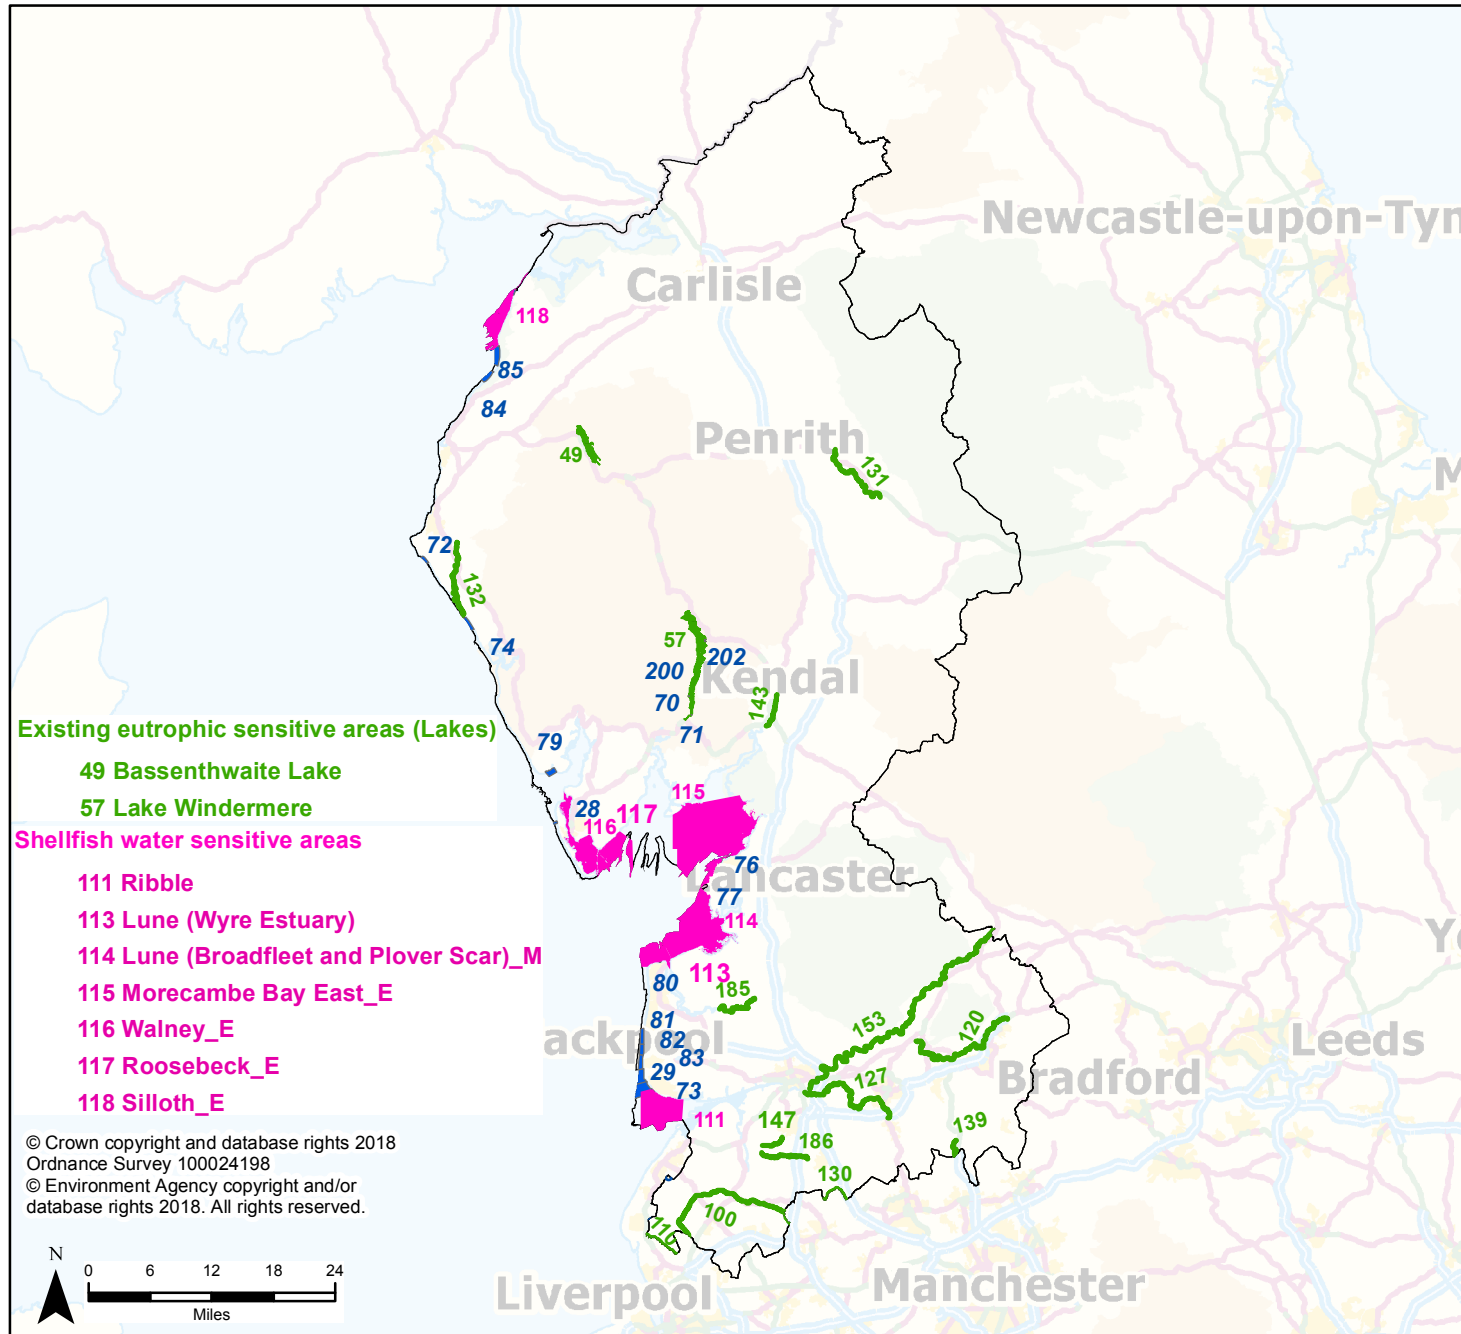 Newcastle-upon-Tyn
Carlisle
118
85
84
Penrith
49
131
M
72
132
74
57
202
200
Kendal
70
143
71
79
Existing eutrophic sensitive areas (Lakes)
49 Bassenthwaite Lake
57 Lake Windermere
Shellfish water sensitive areas
111 Ribble
113 Lune (Wyre Estuary)
114 Lune (Broadfleet and Plover Scar)_M
115 Morecambe Bay East_E
116 Walney_E
117 Roosebeck_E
118 Silloth_E
115
28
117
116
76
Lancaster
77
114
Yo
113
80
185
81
153
120
ackpool
82
83
Leeds
29
73
127
Bradford
111
147
139
186
130
100
110
© Crown copyright and database rights 2018
Ordnance Survey 100024198
© Environment Agency copyright and/or
database rights 2018. All rights reserved.
N
0 6 12 18 24
Miles
Liverpool
Manchester